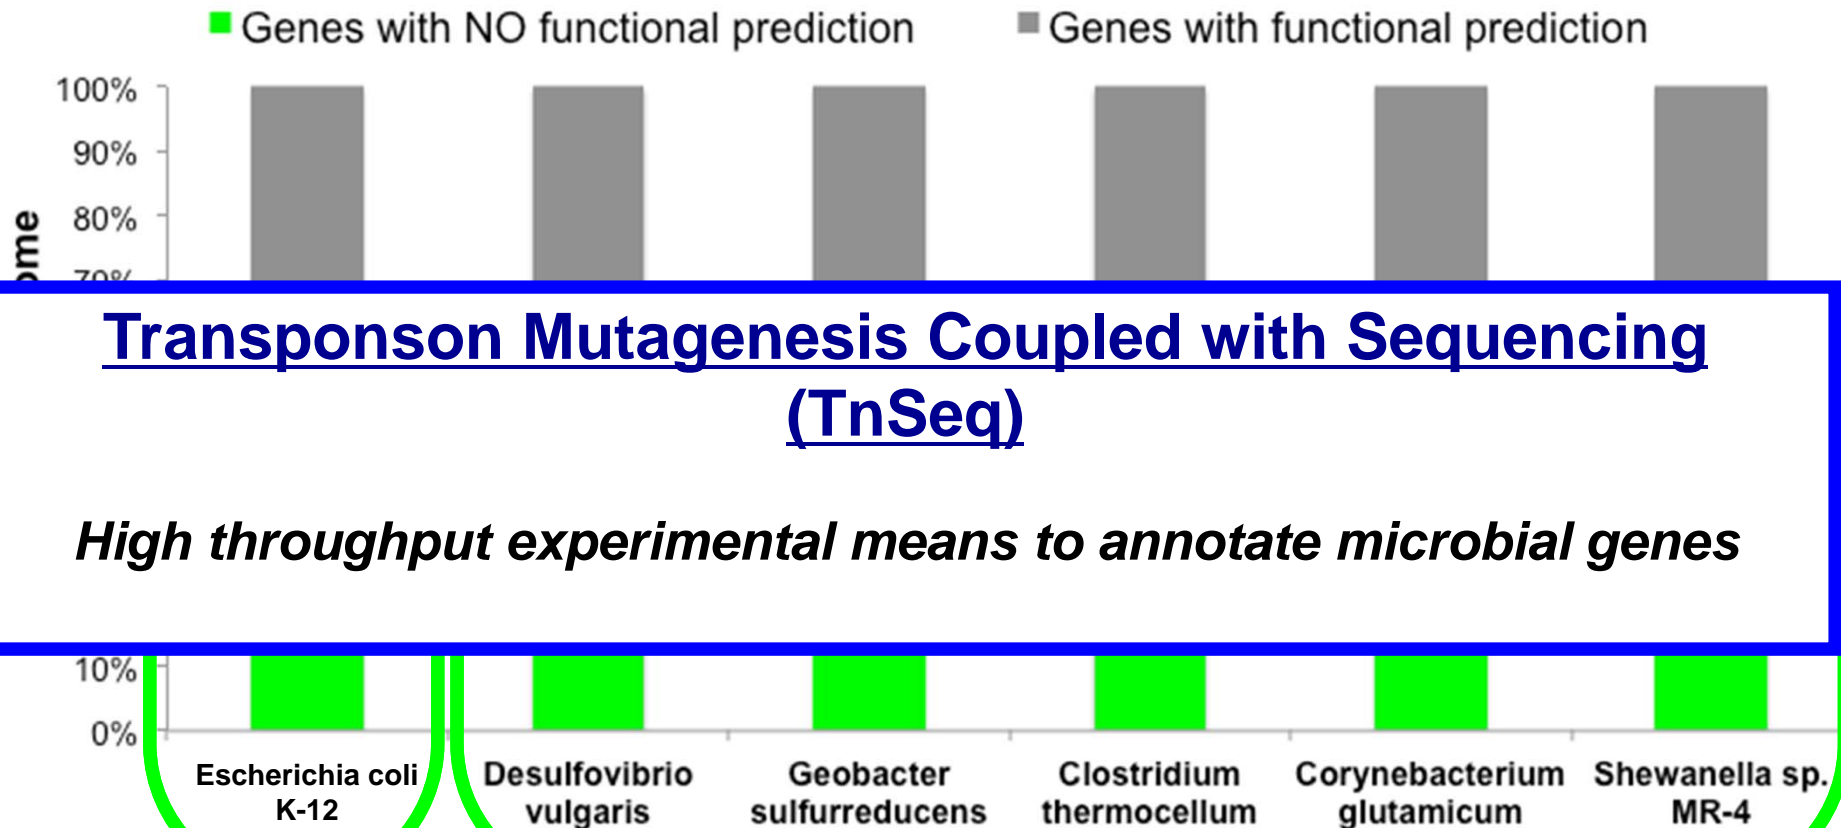 Genes with NO functional prediction Genes with functional prediction
100%
90%
80%
70%
Transponson Mutagenesis Coupled with Sequencing
(TnSeq)
High throughput experimental means to annotate microbial genes
10%
0%
Escherichia coli K-12
Desulfovibrio vulgaris
Geobacter sulfurreducens
Clostridium thermocellum
Corynebacterium glutamicum
Shewanella sp. MR-4